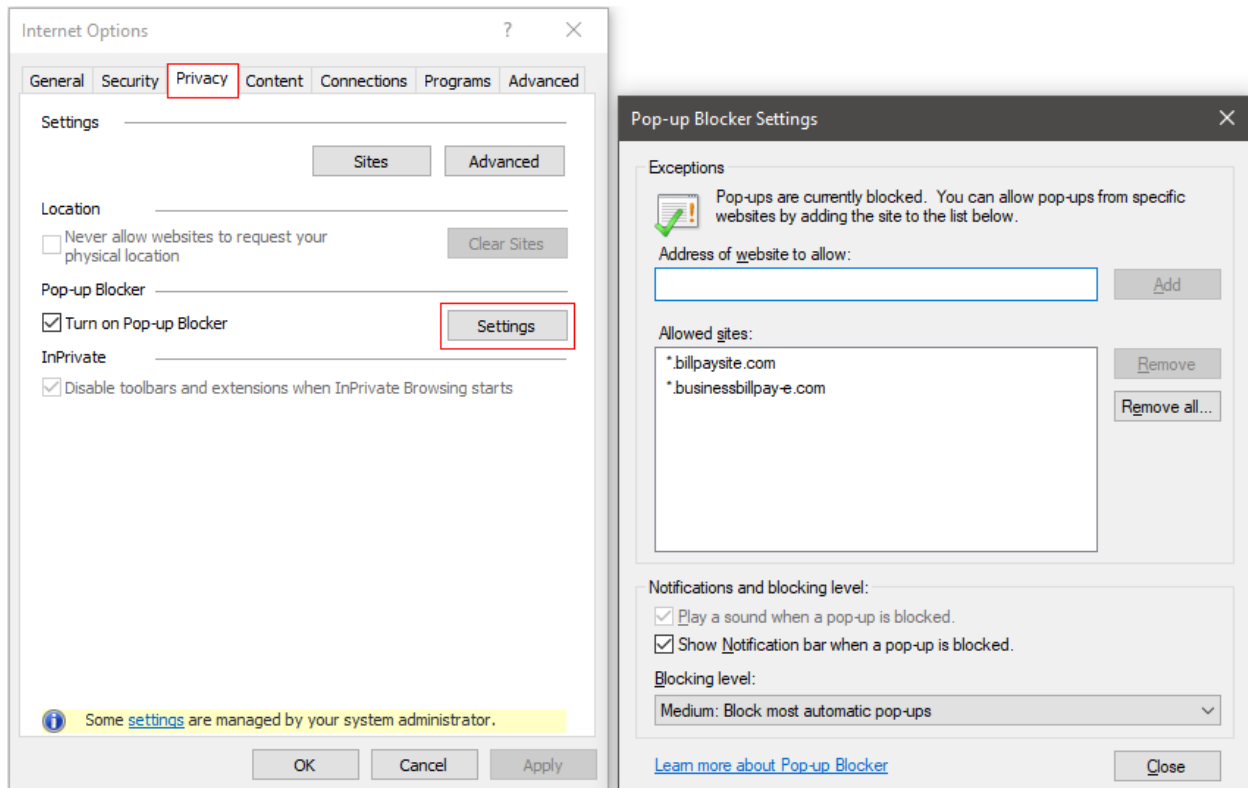 Internet Options
?
General Security Privacy Content Connections Programs Advanced
Settings
Sites Advanced
Location
Never allow websites to request your
physical location
Clear Sites
Pop-up Blocker
Turn on Pop-up Blocker
Settings
InPrivate
Disable toolbars and extensions when InPrivate Browsing starts
Some settings are managed by your system administrator.
OK Cancel Apply
Pop-up Blocker Settings
Exceptions
Pop-ups are currently blocked. You can allow pop-ups from specific
websites by adding the site to the list below.
Address of website to allow:
Add
Allowed sites:
*.billpaysite.com
*.businessbillpay-e.com
Remove
Remove all...
Notifications and blocking level:
Play a sound when a pop-up is blocked.
Show Notification bar when a pop-up is blocked.
Blocking level:
Medium: Block most automatic pop-ups
Learn more about Pop-up Blocker
Close